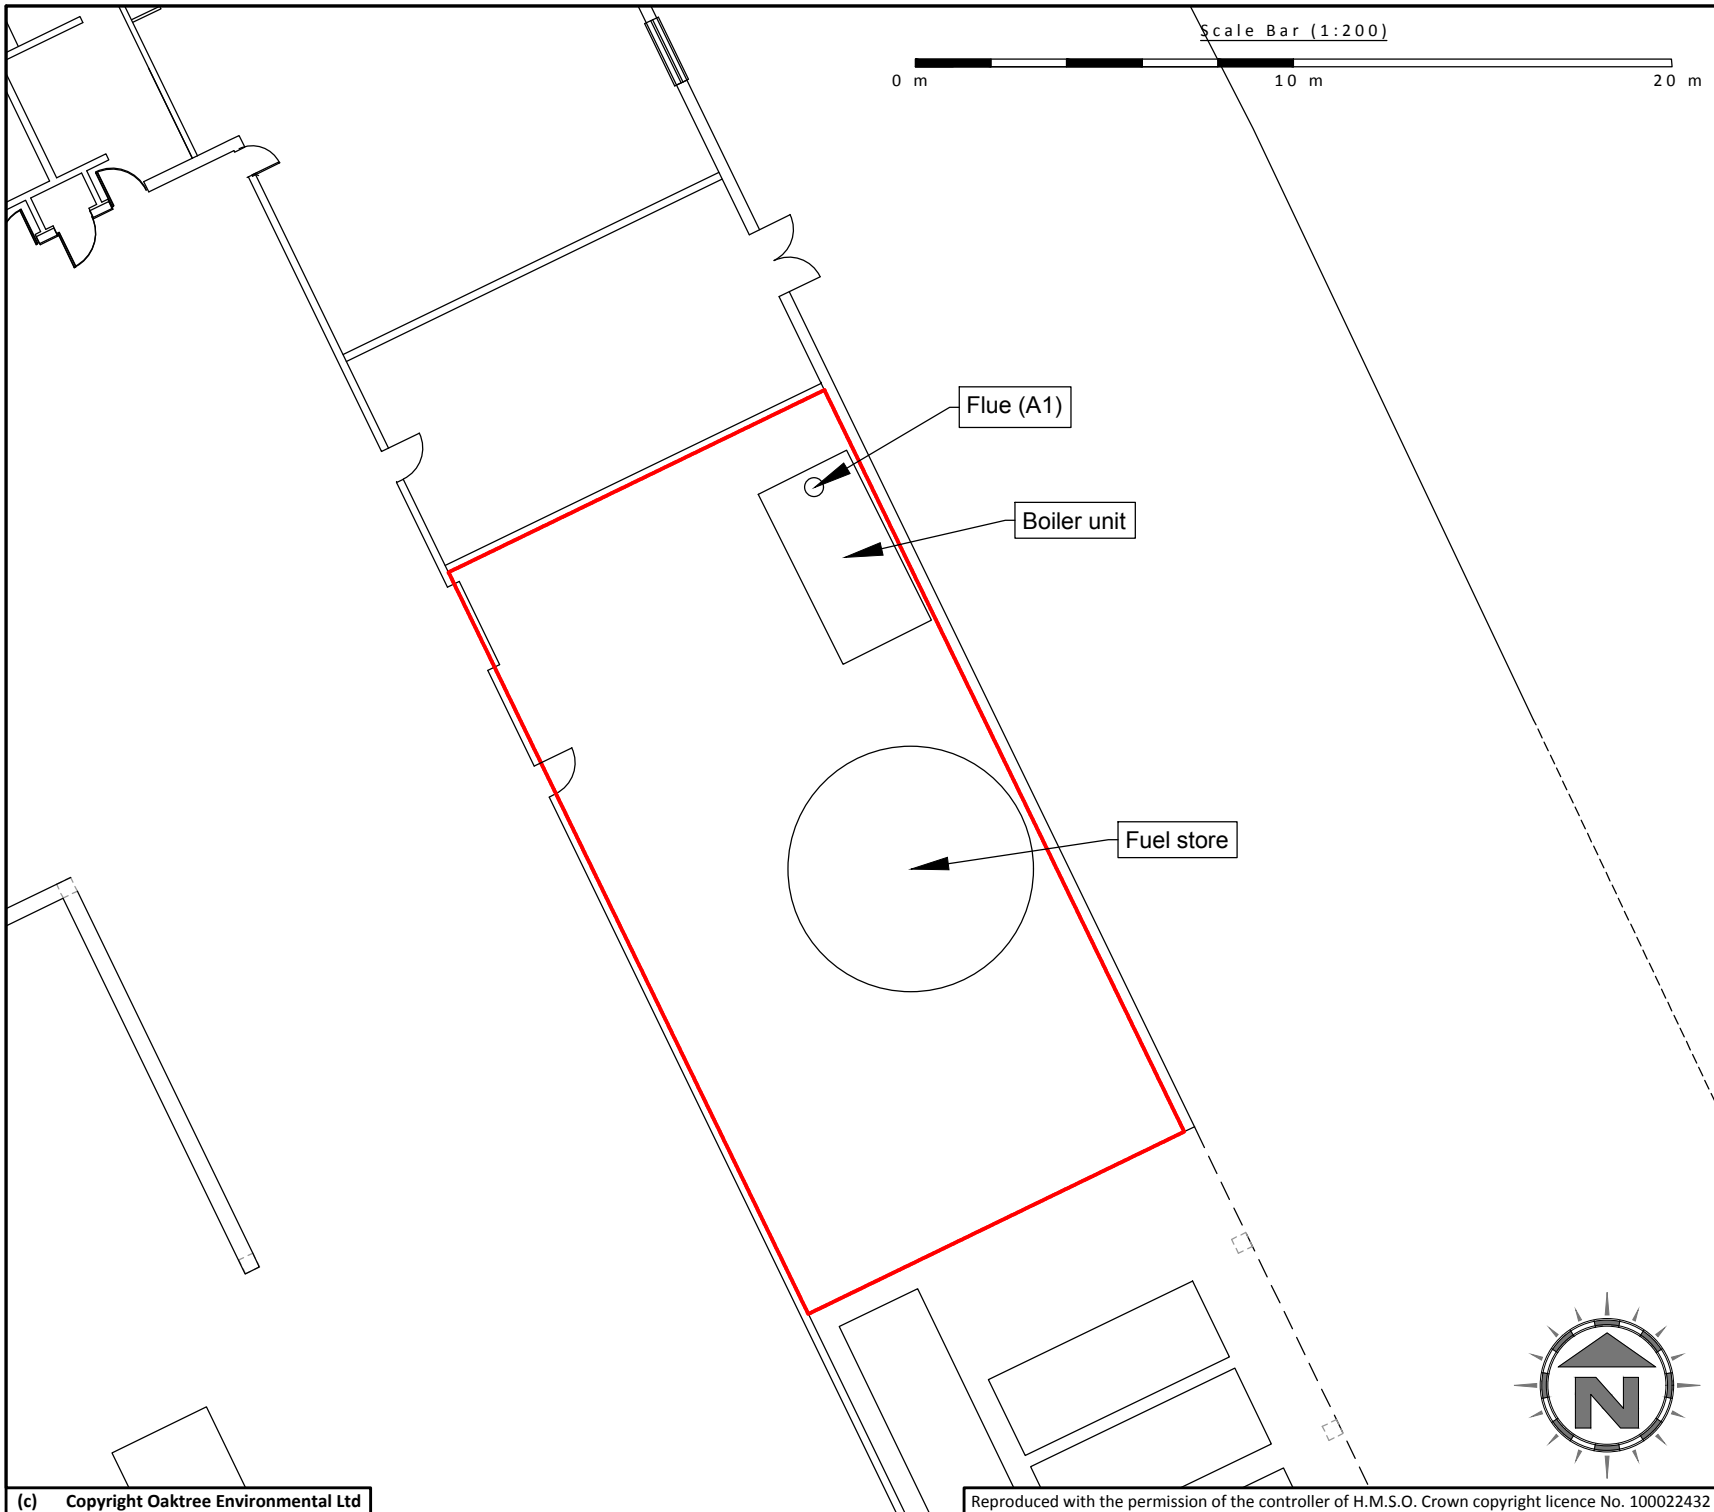 Scale Bar (1:200)
0 m 10 m 20 m
Flue (A1)
Boiler unit
Fuel store
N
(c) Copyright Oaktree Environmental Ltd
Reproduced with the permission of the controller of H.M.S.O. Crown copyright licence No. 100022432